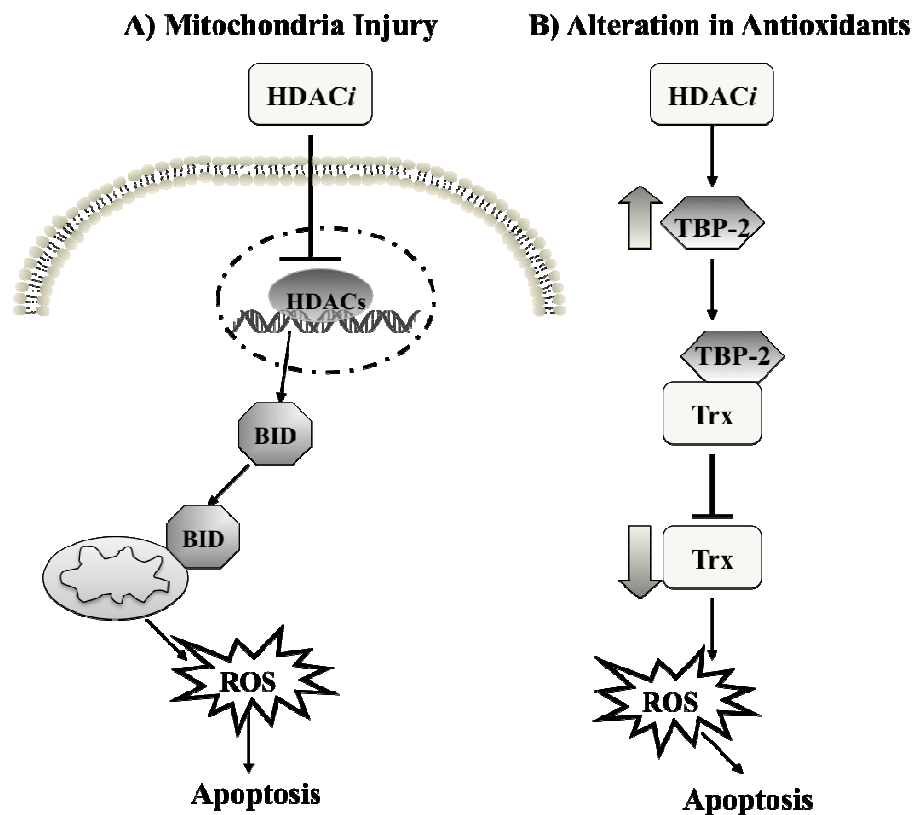 A) Mitochondria Injury
HDACi
HDACs
BID
BID
ROS
Apoptosis
B) Alteration in Antioxidants
HDACi
TBP-2
TBP-2
Trx
Trx
ROS
Apoptosis